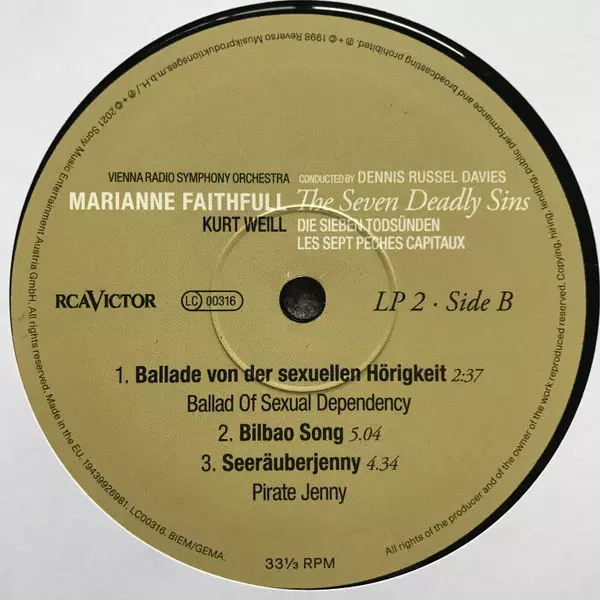 VIENNA RADIO SYMPHONY ORCHESTRA CONDUCTED BY DENNIS RUSSEL DAVIES
MARIANNE FAITHFULL The Seven Deadly Sins
KURT WEILL DIE SIEBEN TODSÜNDEN
LES SEPT PECHES CAPITAUX
RCAVICTOR LC 00316 LP 2 · Side B
1. Ballade von der sexuellen Hörigkeit 2:37
Ballad Of Sexual Dependency
2. Bilbao Song 5.04
3. Seeräuberjenny 4.34
Pirate Jenny
33⅓ RPM
℗ 1998 Reverso Musikproduktionsges.m.b.H. / ℗ + © 2021 Sony Music Entertainment Austria GmbH. All rights reserved. Made in the EU. 19439926981. LC00316. BIEM/GEMA.
All rights of the producer and of the owner of the work reproduced reserved. Copying, hiring, lending, public performance and broadcasting prohibited. ℗ + ©